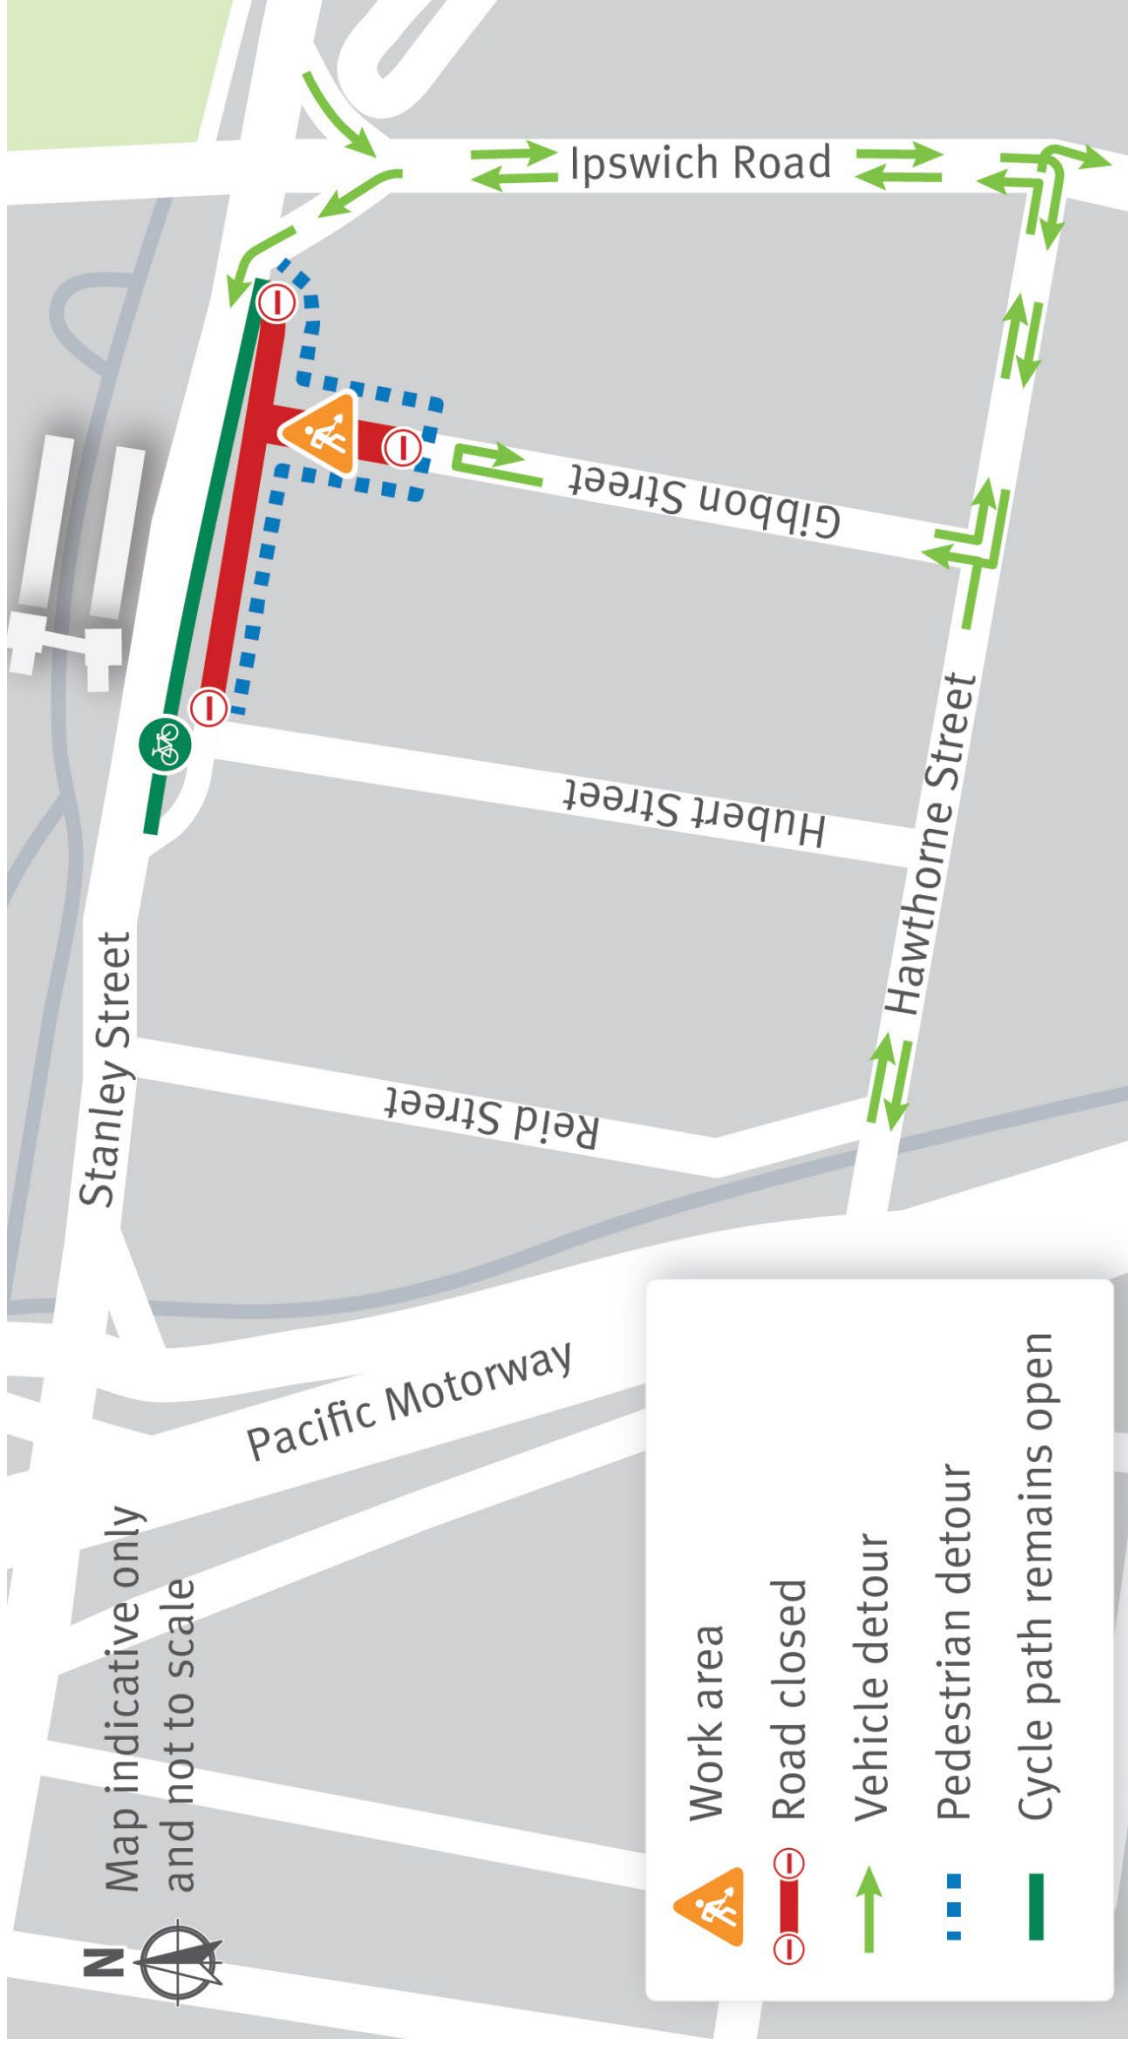 N
Map indicative only
and not to scale
Stanley Street
Pacific Motorway
Reid Street
Hubert Street
Gibbon Street
Ipswich Road
Hawthorne Street
Work area
Road closed
Vehicle detour
Pedestrian detour
Cycle path remains open